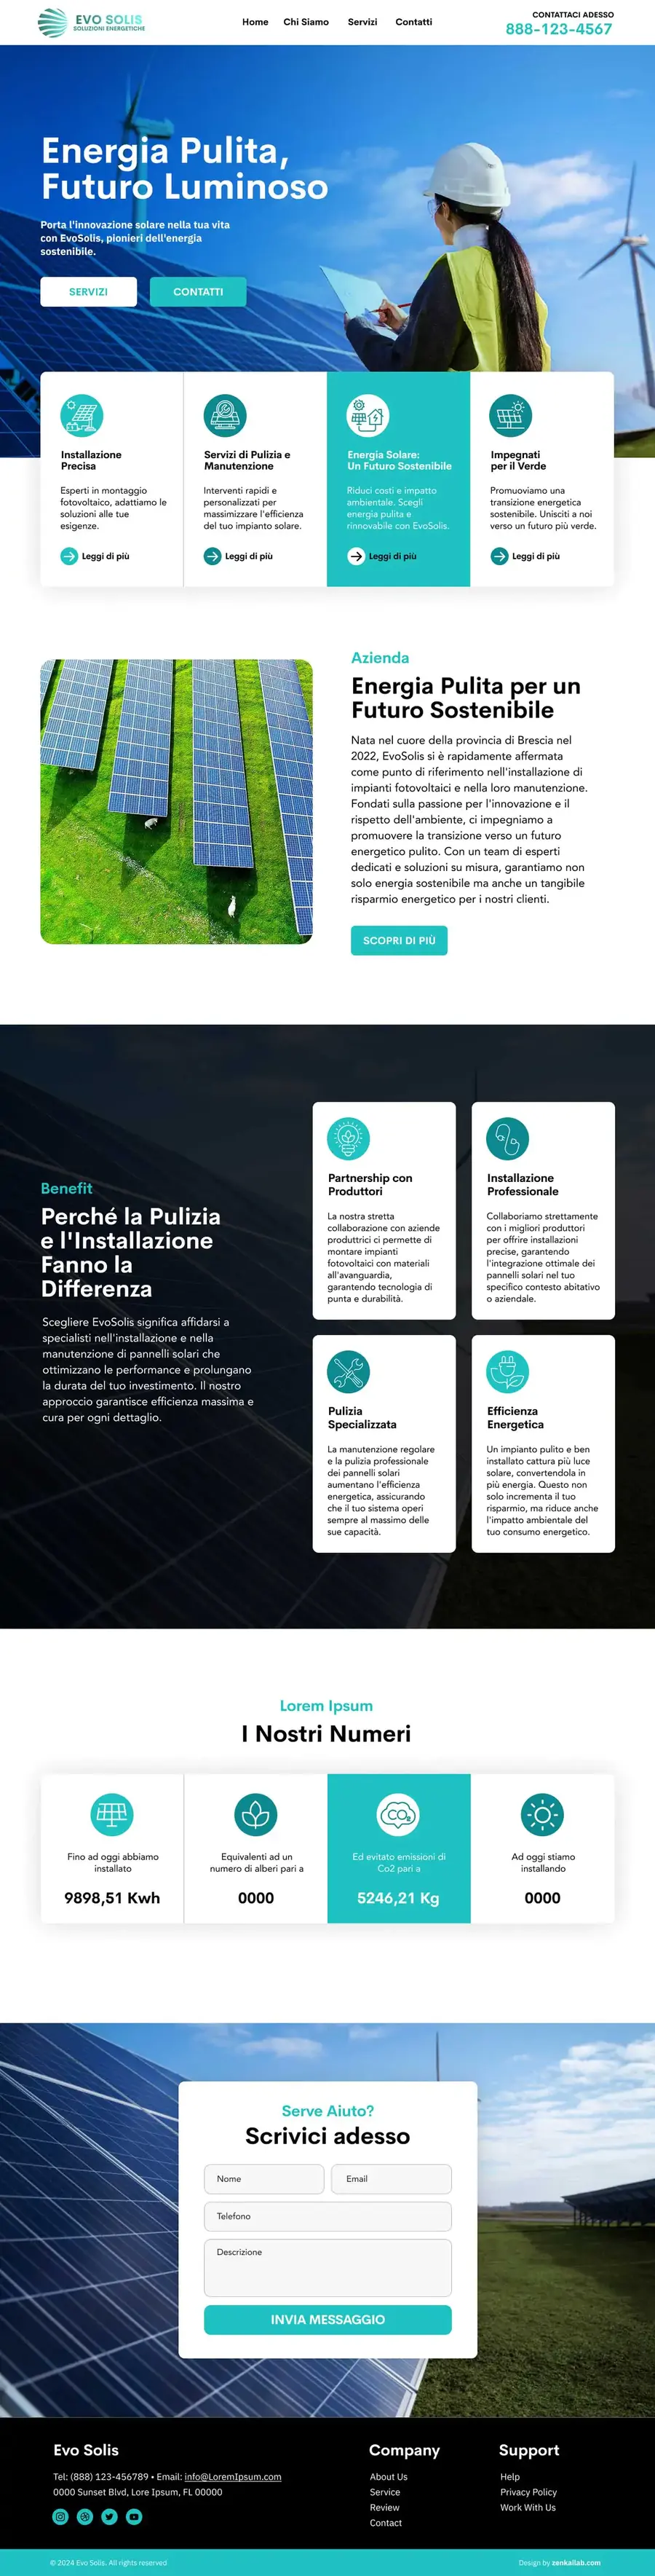 EVO SOLIS
SOLUZIONI ENERGETICHE
Home
Chi Siamo
Servizi
Contatti
CONTATTACI ADESSO
888-123-4567
Energia Pulita,
Futuro Luminoso
Porta l'innovazione solare nella tua vita
con EvoSolis, pionieri dell'energia
sostenibile.
SERVIZI
CONTATTI
Installazione
Precisa
Esperti in montaggio
fotovoltaico, adattiamo le
soluzioni alle tue
esigenze.
Leggi di più
Servizi di Pulizia e
Manutenzione
Interventi rapidi e
personalizzati per
massimizzare l'efficienza
del tuo impianto solare.
Leggi di più
Energia Solare:
Un Futuro Sostenibile
Riduci costi e impatto
ambientale. Scegli
energia pulita e
rinnovabile con EvoSolis.
Leggi di più
Impegnati
per il Verde
Promuoviamo una
transizione energetica
sostenibile. Unisciti a noi
verso un futuro più verde.
Leggi di più
Azienda
Energia Pulita per un
Futuro Sostenibile
Nata nel cuore della provincia di Brescia nel
2022, EvoSolis si è rapidamente affermata
come punto di riferimento nell'installazione di
impianti fotovoltaici e nella loro manutenzione.
Fondati sulla passione per l'innovazione e il
rispetto dell'ambiente, ci impegniamo a
promuovere la transizione verso un futuro
energetico pulito. Con un team di esperti
dedicati e soluzioni su misura, garantiamo non
solo energia sostenibile ma anche un tangibile
risparmio energetico per i nostri clienti.
SCOPRI DI PIÙ
Benefit
Perché la Pulizia
e l'Installazione
Fanno la
Differenza
Scegliere EvoSolis significa affidarsi a
specialisti nell'installazione e nella
manutenzione di pannelli solari che
ottimizzano le performance e prolungano
la durata del tuo investimento. Il nostro
approccio garantisce efficienza massima e
cura per ogni dettaglio.
Partnership con
Produttori
La nostra stretta
collaborazione con aziende
produttrici ci permette di
montare impianti
fotovoltaici con materiali
all'avanguardia,
garantendo tecnologia di
punta e durabilità.
Installazione
Professionale
Collaboriamo strettamente
con i migliori produttori
per offrire installazioni
precise, garantendo
l'integrazione ottimale dei
pannelli solari nel tuo
specifico contesto abitativo
o aziendale.
Pulizia
Specializzata
La manutenzione regolare
e la pulizia professionale
dei pannelli solari
aumentano l'efficienza
energetica, assicurando
che il tuo sistema operi
sempre al massimo delle
sue capacità.
Efficienza
Energetica
Un impianto pulito e ben
installato cattura più luce
solare, convertendola in
più energia. Questo non
solo incrementa il tuo
risparmio, ma riduce anche
l'impatto ambientale del
tuo consumo energetico.
Lorem Ipsum
I Nostri Numeri
Fino ad oggi abbiamo
installato
9898,51 Kwh
Equivalenti ad un
numero di alberi pari a
0000
CO2
Ed evitato emissioni di
Co2 pari a
5246,21 Kg
Ad oggi stiamo
installando
0000
Serve Aiuto?
Scrivici adesso
Nome
Email
Telefono
Descrizione
INVIA MESSAGGIO
Evo Solis
Tel: (888) 123-456789 • Email: info@LoremIpsum.com
0000 Sunset Blvd, Lore Ipsum, FL 00000
Company
About Us
Service
Review
Contact
Support
Help
Privacy Policy
Work With Us
© 2024 Evo Solis. All rights reserved
Design by zenkallab.com